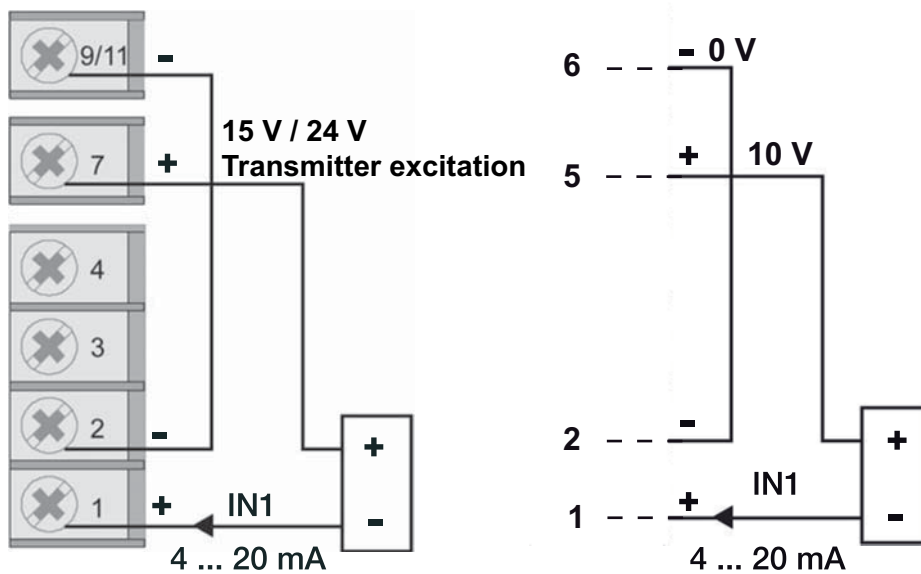 9/11 -
15 V / 24 V
7 + Transmitter excitation
4
3
2 -
+
1 + IN1
-
4 ... 20 mA
6 - 0 V
5 + 10 V
2 -
+
1 + IN1
-
4 ... 20 mA